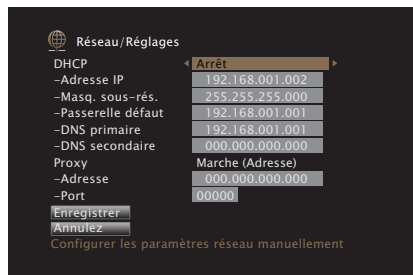 Réseau/Réglages
DHCP Arrêt
–Adresse IP 192.168.001.002
–Masq. sous-rés. 255.255.255.000
–Passerelle défaut 192.168.001.001
–DNS primaire 192.168.001.001
–DNS secondaire 000.000.000.000
Proxy Marche (Adresse)
–Adresse 000.000.000.000
–Port 00000
Enregistrer
Annulez
Configurer les paramètres réseau manuellement